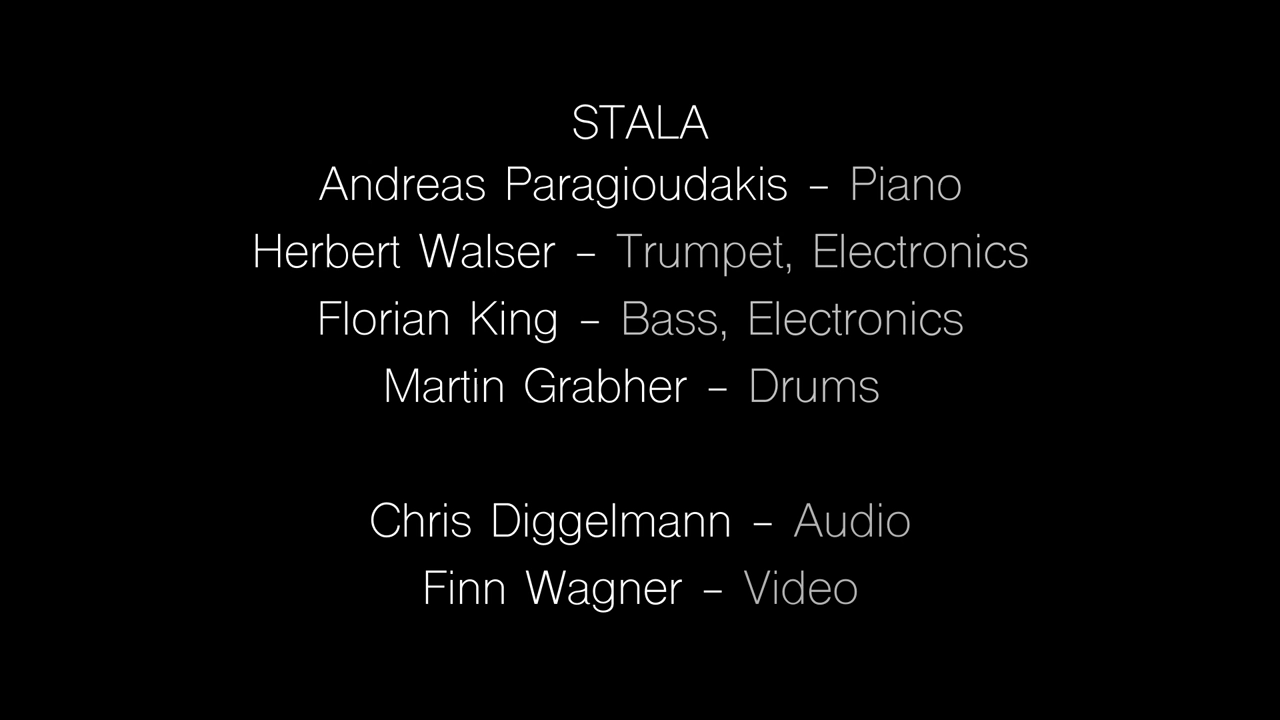 STALA
Andreas Paragioudakis – Piano
Herbert Walser – Trumpet, Electronics
Florian King – Bass, Electronics
Martin Grabher – Drums
Chris Diggelmann – Audio
Finn Wagner – Video